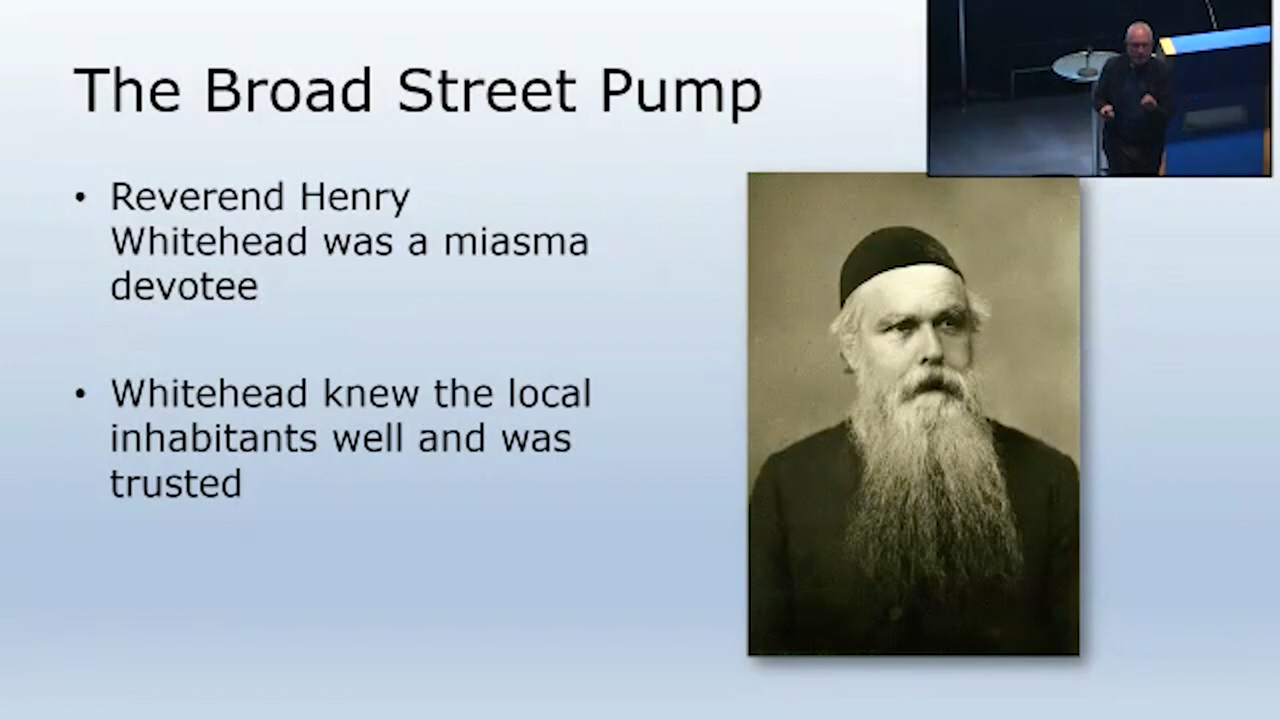 The Broad Street Pump
• Reverend Henry
Whitehead was a miasma
devotee
• Whitehead knew the local
inhabitants well and was
trusted